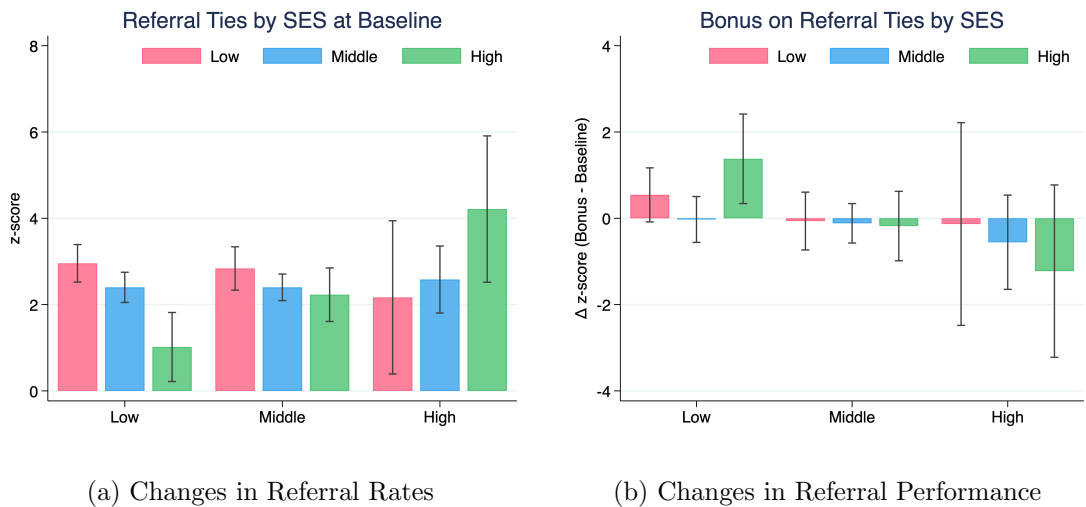 Referral Ties by SES at Baseline
Low Middle High
8
6
4
2
0
z-score
Low Middle High
(a) Changes in Referral Rates
Bonus on Referral Ties by SES
Low Middle High
4
2
0
-2
-4
Δ z-score (Bonus - Baseline)
Low Middle High
(b) Changes in Referral Performance